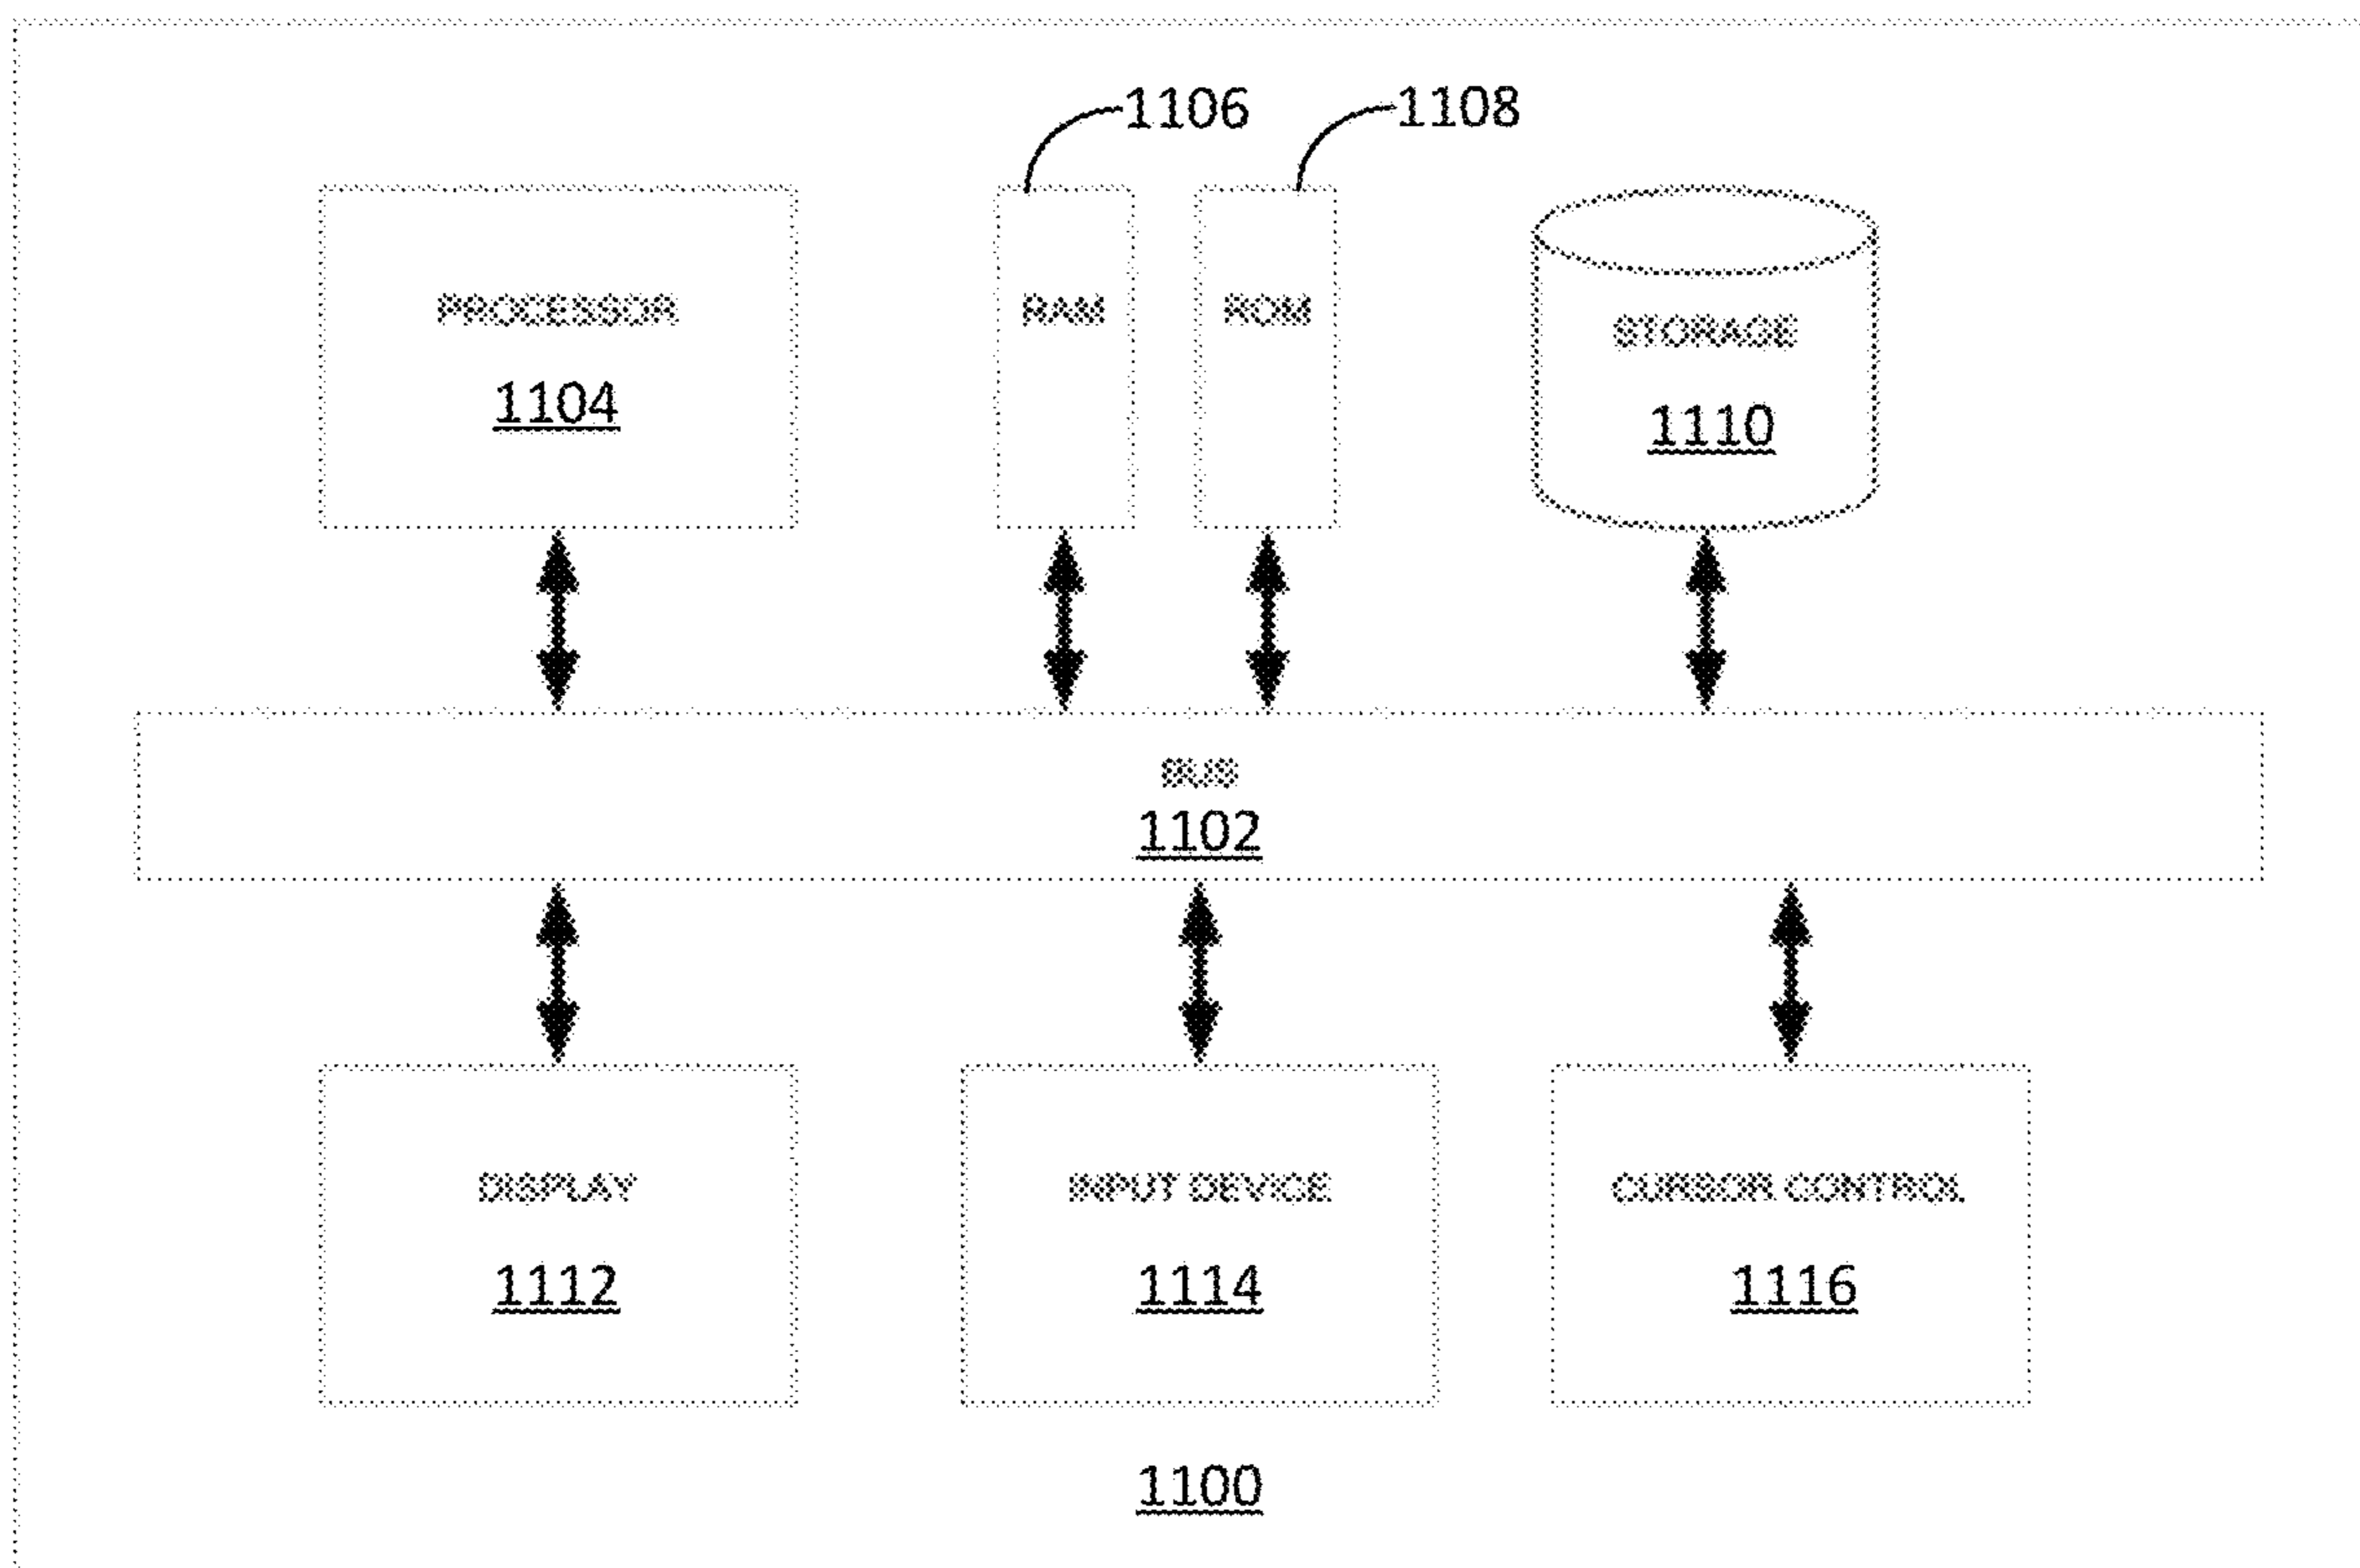 1106
1108
PROCESSOR
1104
RAM
ROM
STORAGE
1110
BUS
1102
DISPLAY
1112
INPUT DEVICE
1114
CURSOR CONTROL
1116
1100